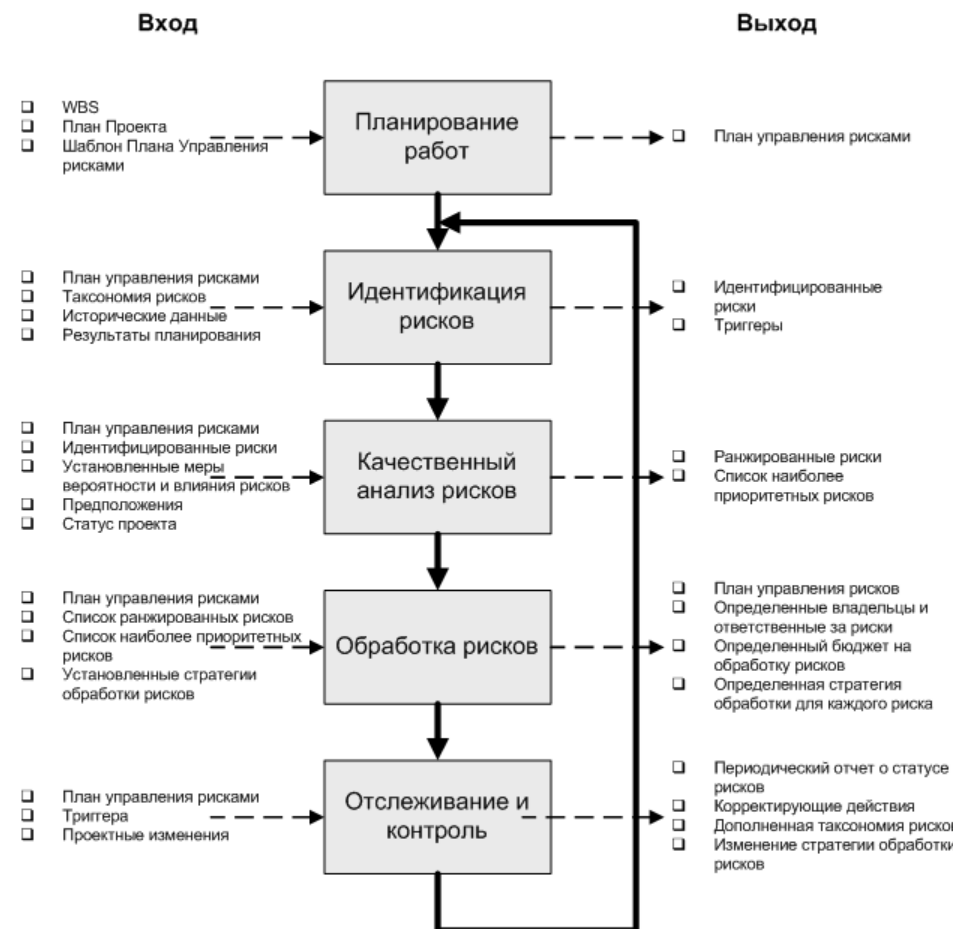 Вход
Выход
WBS
План Проекта
Шаблон Плана Управления
рисками
Планирование
работ
План управления рисками
План управления рисками
Таксономия рисков
Исторические данные
Результаты планирования
Идентификация
рисков
Идентифицированные
риски
Триггеры
План управления рисками
Идентифицированные риски
Установленные меры
вероятности и влияния рисков
Предположения
Статус проекта
Качественный
анализ рисков
Ранжированные риски
Список наиболее
приоритетных рисков
План управления рисками
Список ранжированных рисков
Список наиболее приоритетных
рисков
Установленные стратегии
обработки рисков
Обработка рисков
План управления рисков
Определенные владельцы и
ответственные за риски
Определенный бюджет на
обработку рисков
Определенная стратегия
обработки для каждого риска
План управления рисками
Триггера
Проектные изменения
Отслеживание и
контроль
Периодический отчет о статусе
рисков
Корректирующие действия
Дополненная таксономия рисков
Изменение стратегии обработки
рисков